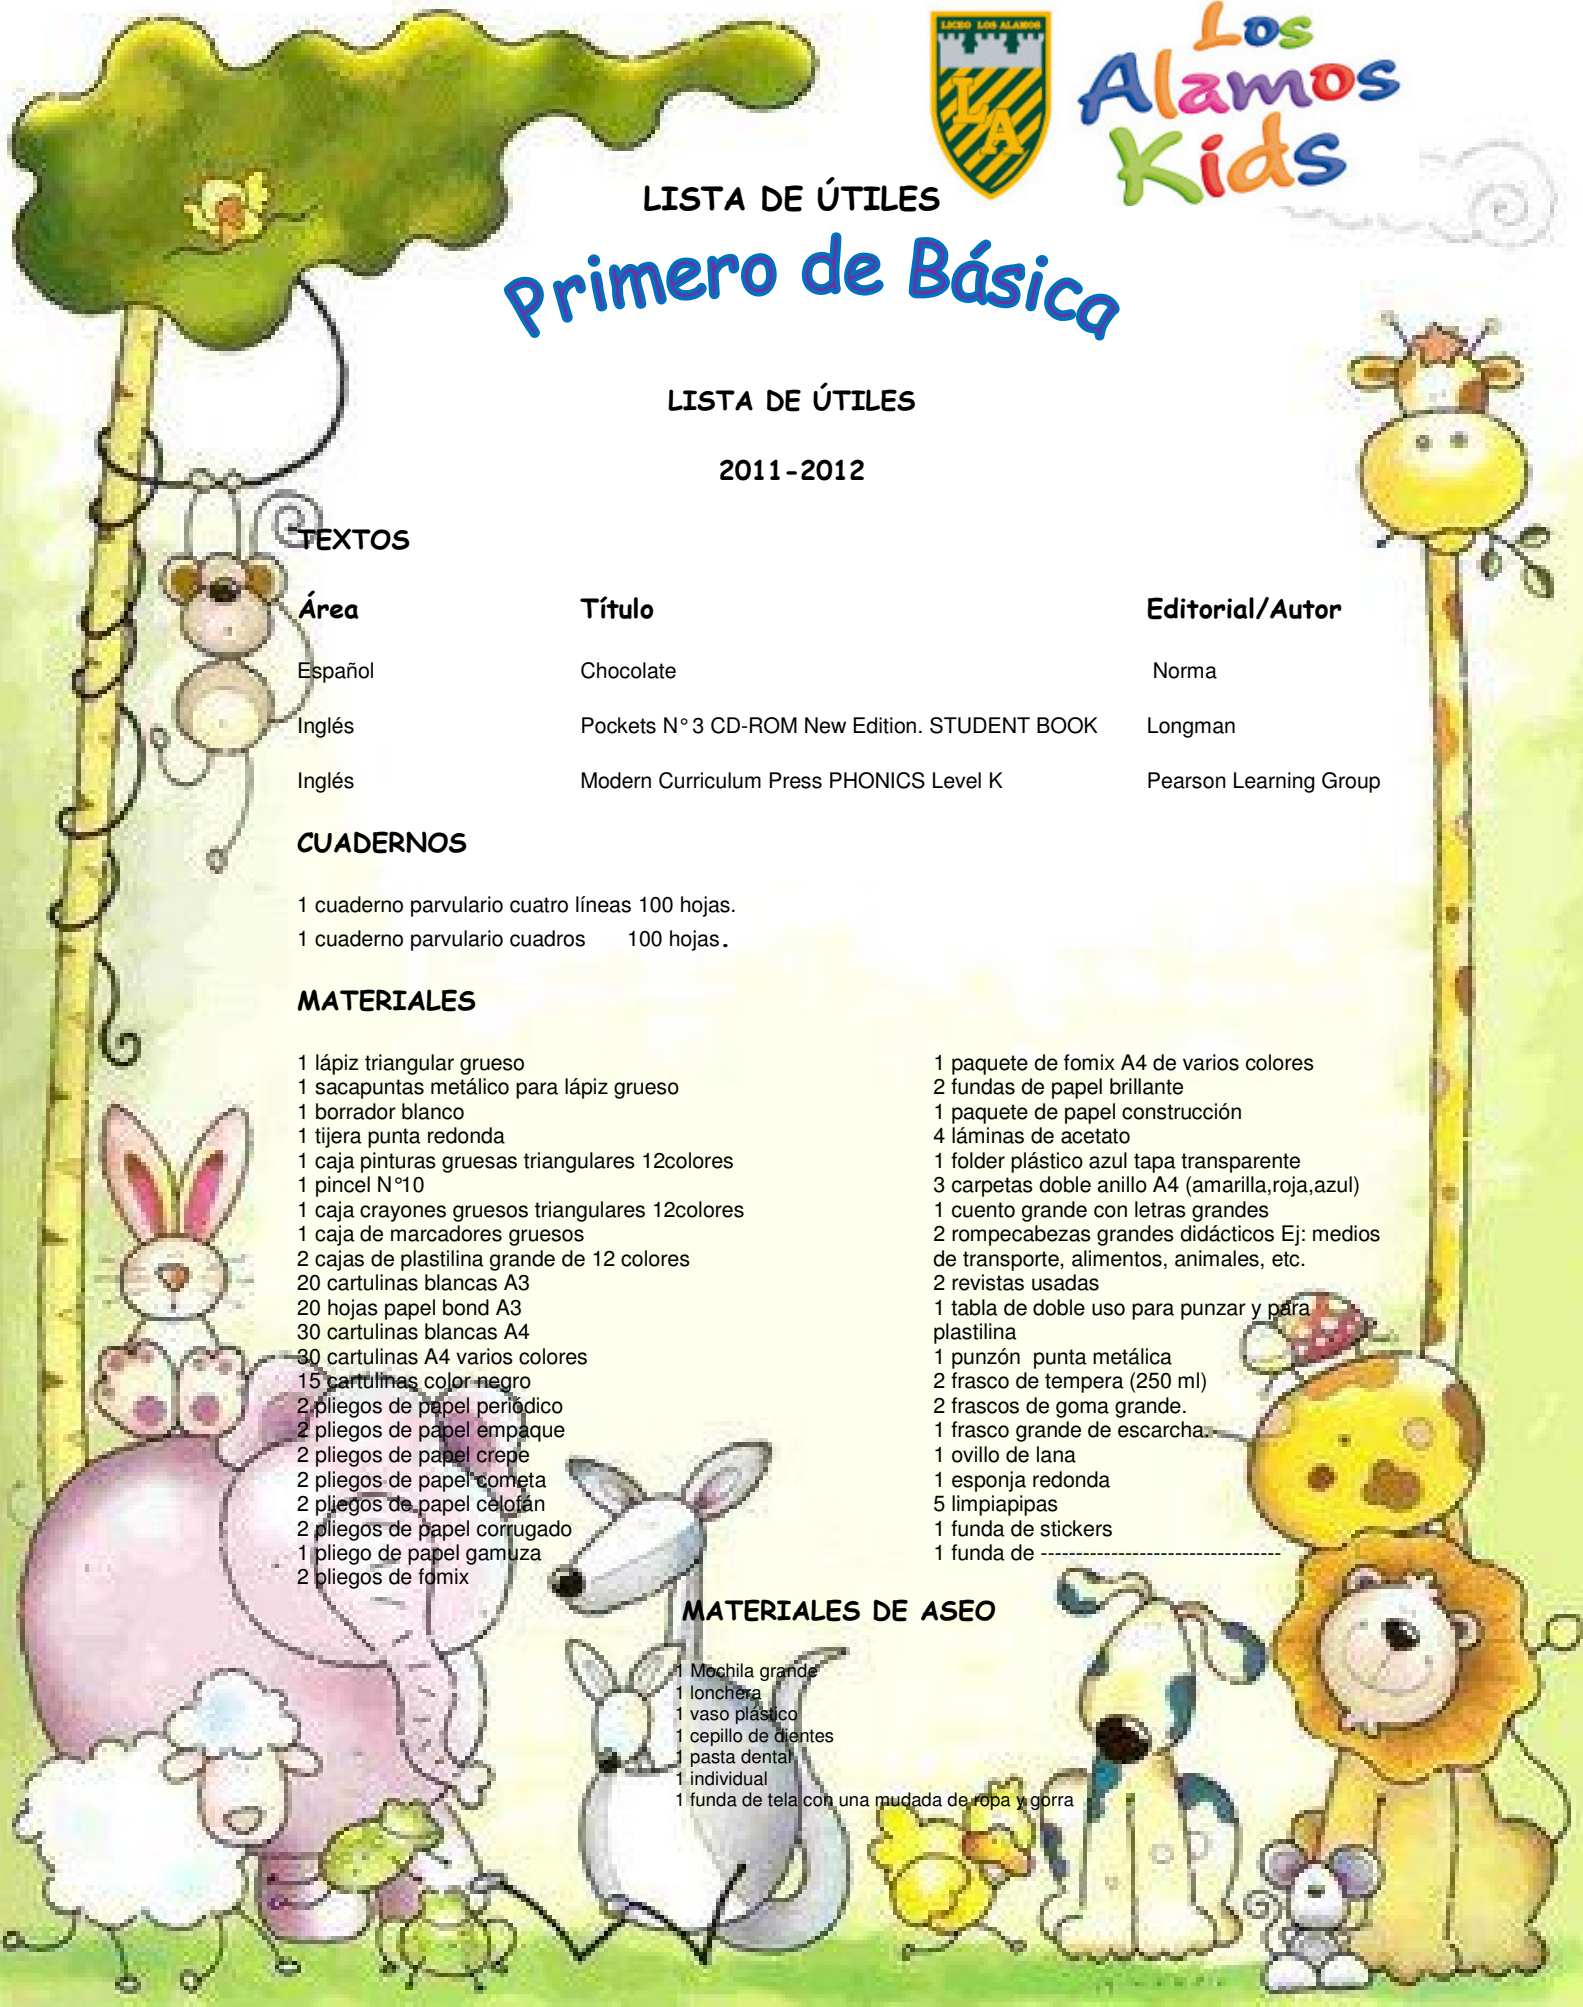 LICEO LOS ALAMOS
LA
Los
Alamos
Kids
LISTA DE ÚTILES
Primero de Básica
LISTA DE ÚTILES
2011-2012
TEXTOS
Área Título Editorial/Autor
Español Chocolate Norma
Inglés Pockets N° 3 CD-ROM New Edition. STUDENT BOOK Longman
Inglés Modern Curriculum Press PHONICS Level K Pearson Learning Group
CUADERNOS
1 cuaderno parvulario cuatro líneas 100 hojas.
1 cuaderno parvulario cuadros 100 hojas.
MATERIALES
1 lápiz triangular grueso
1 sacapuntas metálico para lápiz grueso
1 borrador blanco
1 tijera punta redonda
1 caja pinturas gruesas triangulares 12colores
1 pincel N°10
1 caja crayones gruesos triangulares 12colores
1 caja de marcadores gruesos
2 cajas de plastilina grande de 12 colores
20 cartulinas blancas A3
20 hojas papel bond A3
30 cartulinas blancas A4
30 cartulinas A4 varios colores
15 cartulinas color negro
2 pliegos de papel periódico
2 pliegos de papel empaque
2 pliegos de papel crepe
2 pliegos de papel cometa
2 pliegos de papel celofán
2 pliegos de papel corrugado
1 pliego de papel gamuza
2 pliegos de fomix
1 paquete de fomix A4 de varios colores
2 fundas de papel brillante
1 paquete de papel construcción
4 láminas de acetato
1 folder plástico azul tapa transparente
3 carpetas doble anillo A4 (amarilla,roja,azul)
1 cuento grande con letras grandes
2 rompecabezas grandes didácticos Ej: medios
de transporte, alimentos, animales, etc.
2 revistas usadas
1 tabla de doble uso para punzar y para
plastilina
1 punzón punta metálica
2 frasco de tempera (250 ml)
2 frascos de goma grande.
1 frasco grande de escarcha.
1 ovillo de lana
1 esponja redonda
5 limpiapipas
1 funda de stickers
1 funda de ----------------------------------
MATERIALES DE ASEO
1 Mochila grande
1 lonchera
1 vaso plástico
1 cepillo de dientes
1 pasta dental
1 individual
1 funda de tela con una mudada de ropa y gorra